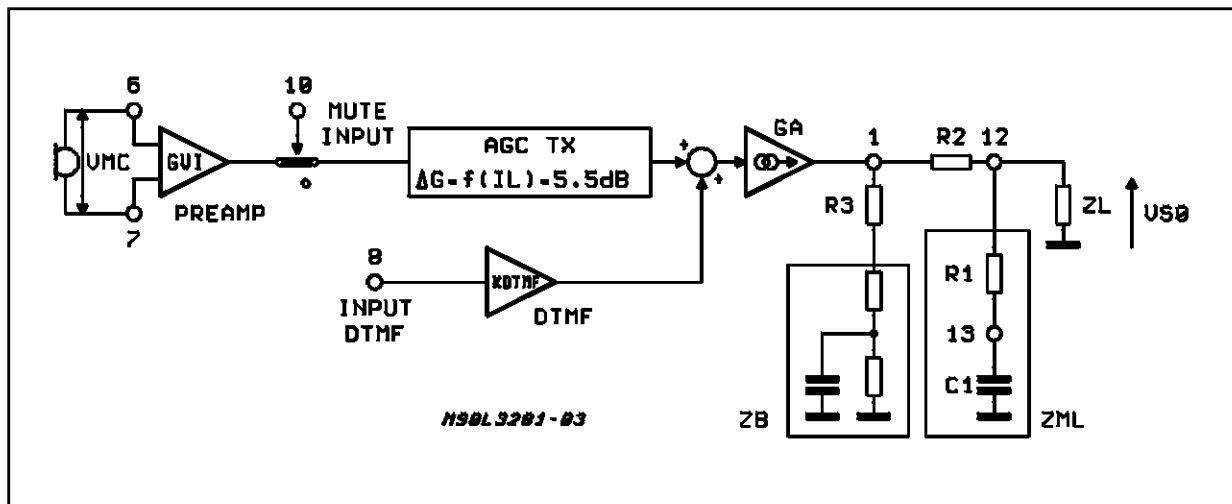 6
VMC
7
GVI
PREAMP
10
MUTE
INPUT
AGC TX
ΔG=f(IL)=5.5dB
8
INPUT
DTMF
KDTMF
DTMF
+
+
GA
1
R2
12
R3
ZL
VS0
R1
13
C1
ZB
ZML
M90L3201-03